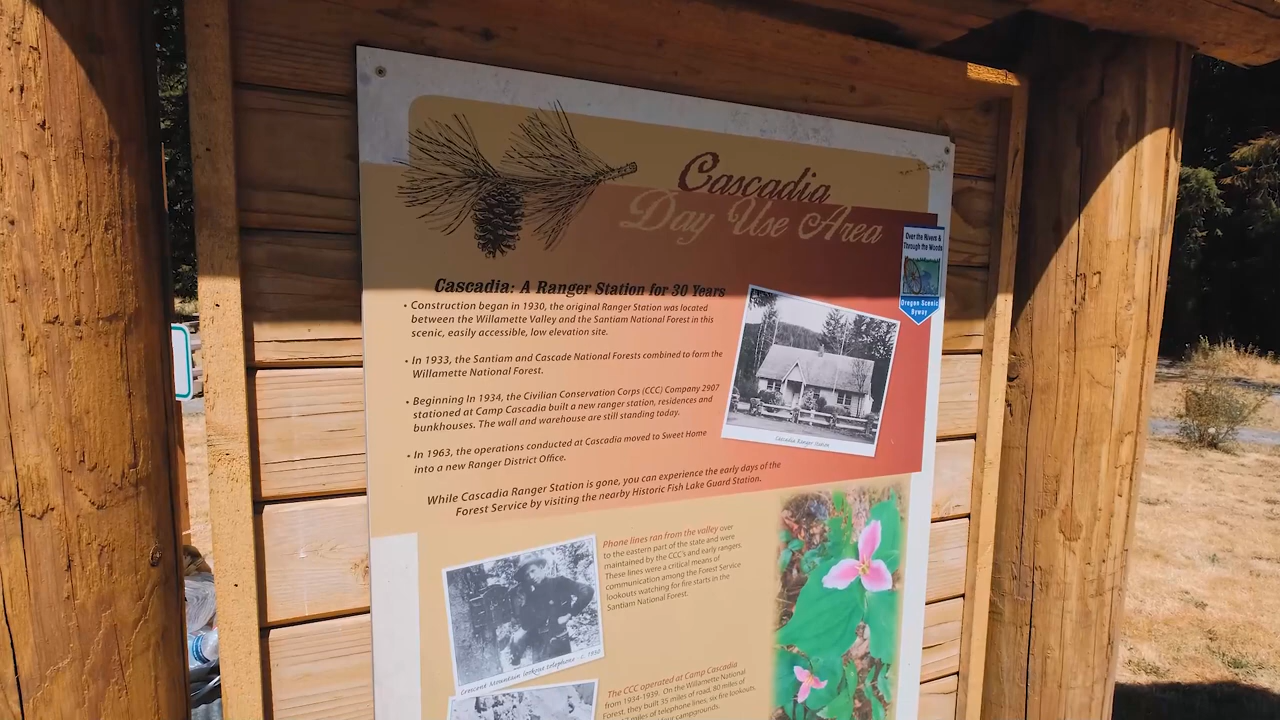 Cascadia
Day Use Area
Over the Rivers &
Through the Woods
Oregon Scenic
Byway
Cascadia: A Ranger Station for 30 Years
• Construction began in 1930, the original Ranger Station was located
between the Willamette Valley and the Santiam National Forest in this
scenic, easily accessible, low elevation site.
• In 1933, the Santiam and Cascade National Forests combined to form the
Willamette National Forest.
• Beginning In 1934, the Civilian Conservation Corps (CCC) Company 2907
stationed at Camp Cascadia built a new ranger station, residences and
bunkhouses. The wall and warehouse are still standing today.
• In 1963, the operations conducted at Cascadia moved to Sweet Home
into a new Ranger District Office.
Cascadia Ranger Station
While Cascadia Ranger Station is gone, you can experience the early days of the
Forest Service by visiting the nearby Historic Fish Lake Guard Station.
Phone lines ran from the valley over
to the eastern part of the state and were
maintained by the CCC's and early rangers.
These lines were a critical means of
communication among the Forest Service
lookouts watching for fire starts in the
Santiam National Forest.
Crescent Mountain lookout telephone - c. 1930
The CCC operated at Camp Cascadia
from 1934-1939. On the Willamette National
Forest, they built 35 miles of road, 80 miles of
miles of telephone lines, six fire lookouts,
four campgrounds.